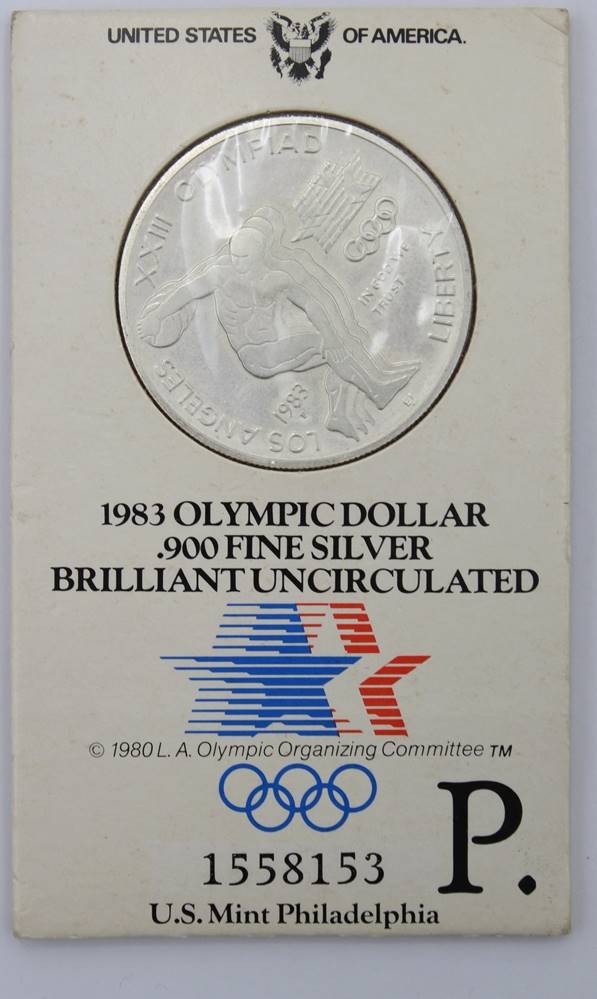 UNITED STATES OF AMERICA.
XXIII OLYMPIAD
IN GOD WE
TRUST
LIBERTY
1983
P
LOS ANGELES
1983 OLYMPIC DOLLAR
.900 FINE SILVER
BRILLIANT UNCIRCULATED
© 1980 L. A. Olympic Organizing Committee TM
P.
1558153
U.S. Mint Philadelphia